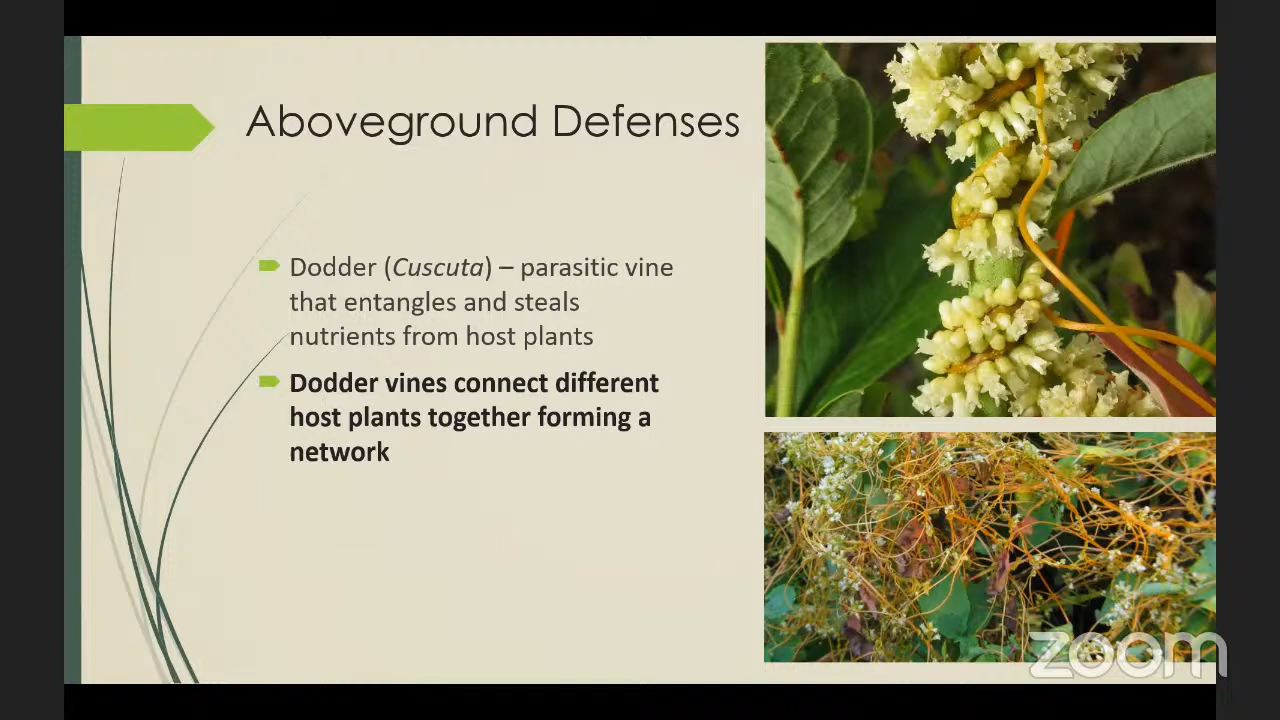 Aboveground Defenses
Dodder (Cuscuta) – parasitic vine
that entangles and steals
nutrients from host plants
Dodder vines connect different
host plants together forming a
network
zoom